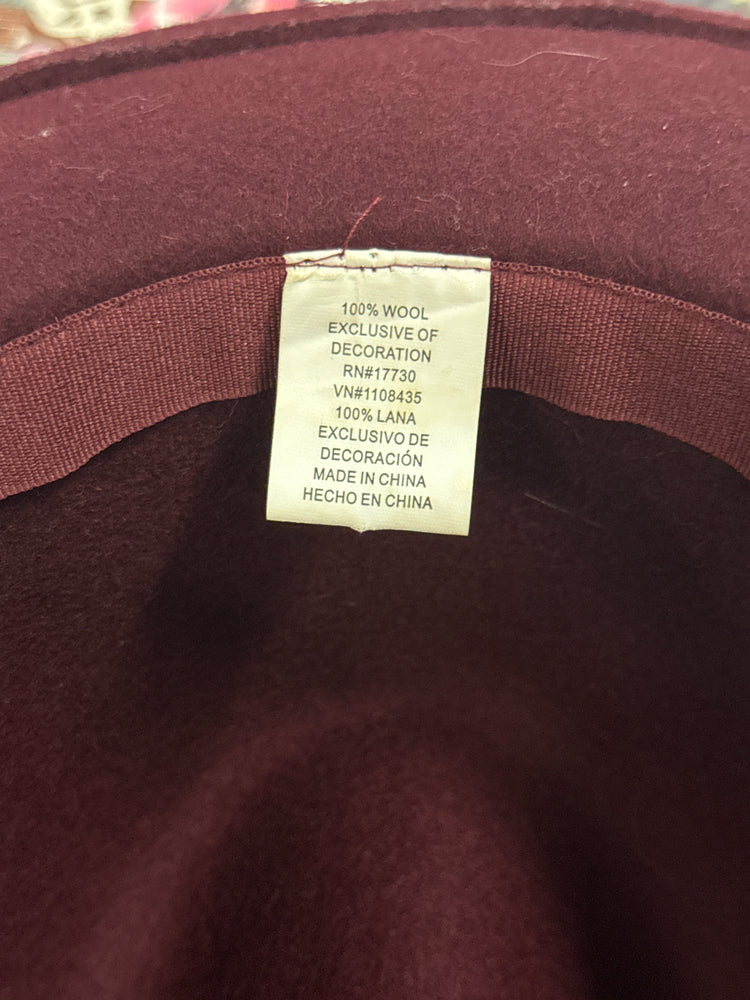 100% WOOL
EXCLUSIVE OF
DECORATION
RN#17730
VN#1108435
100% LANA
EXCLUSIVO DE
DECORACIÓN
MADE IN CHINA
HECHO EN CHINA